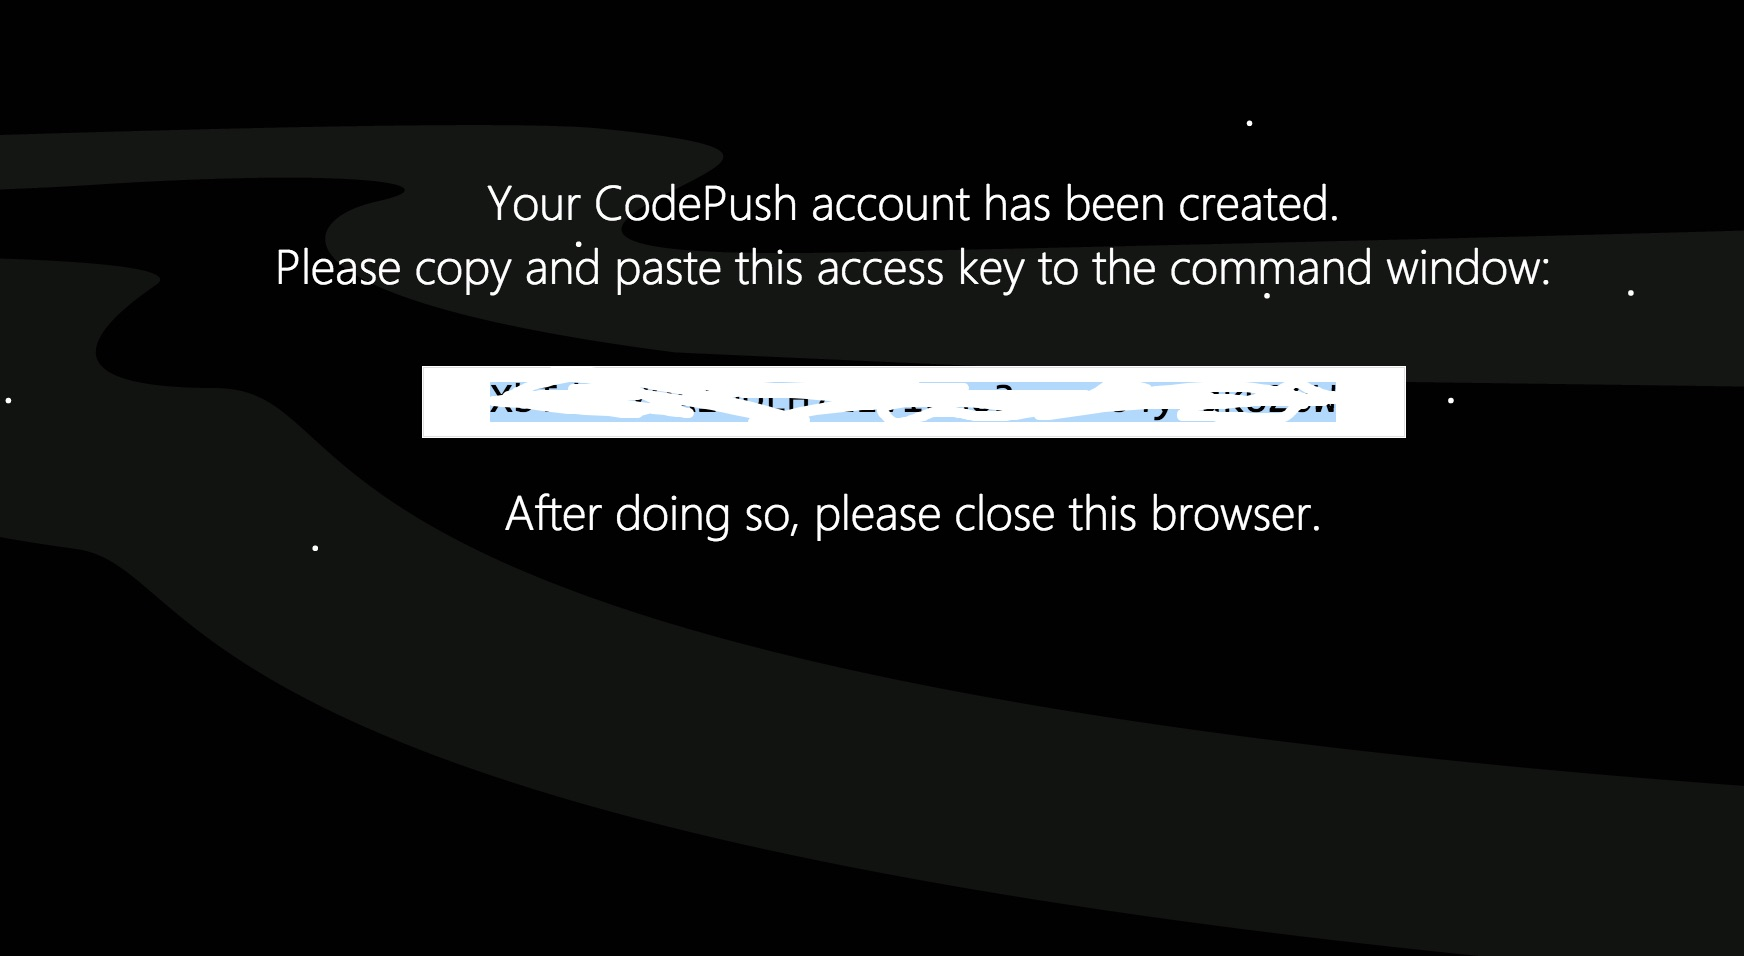 Your CodePush account has been created.
Please copy and paste this access key to the command window:
After doing so, please close this browser.